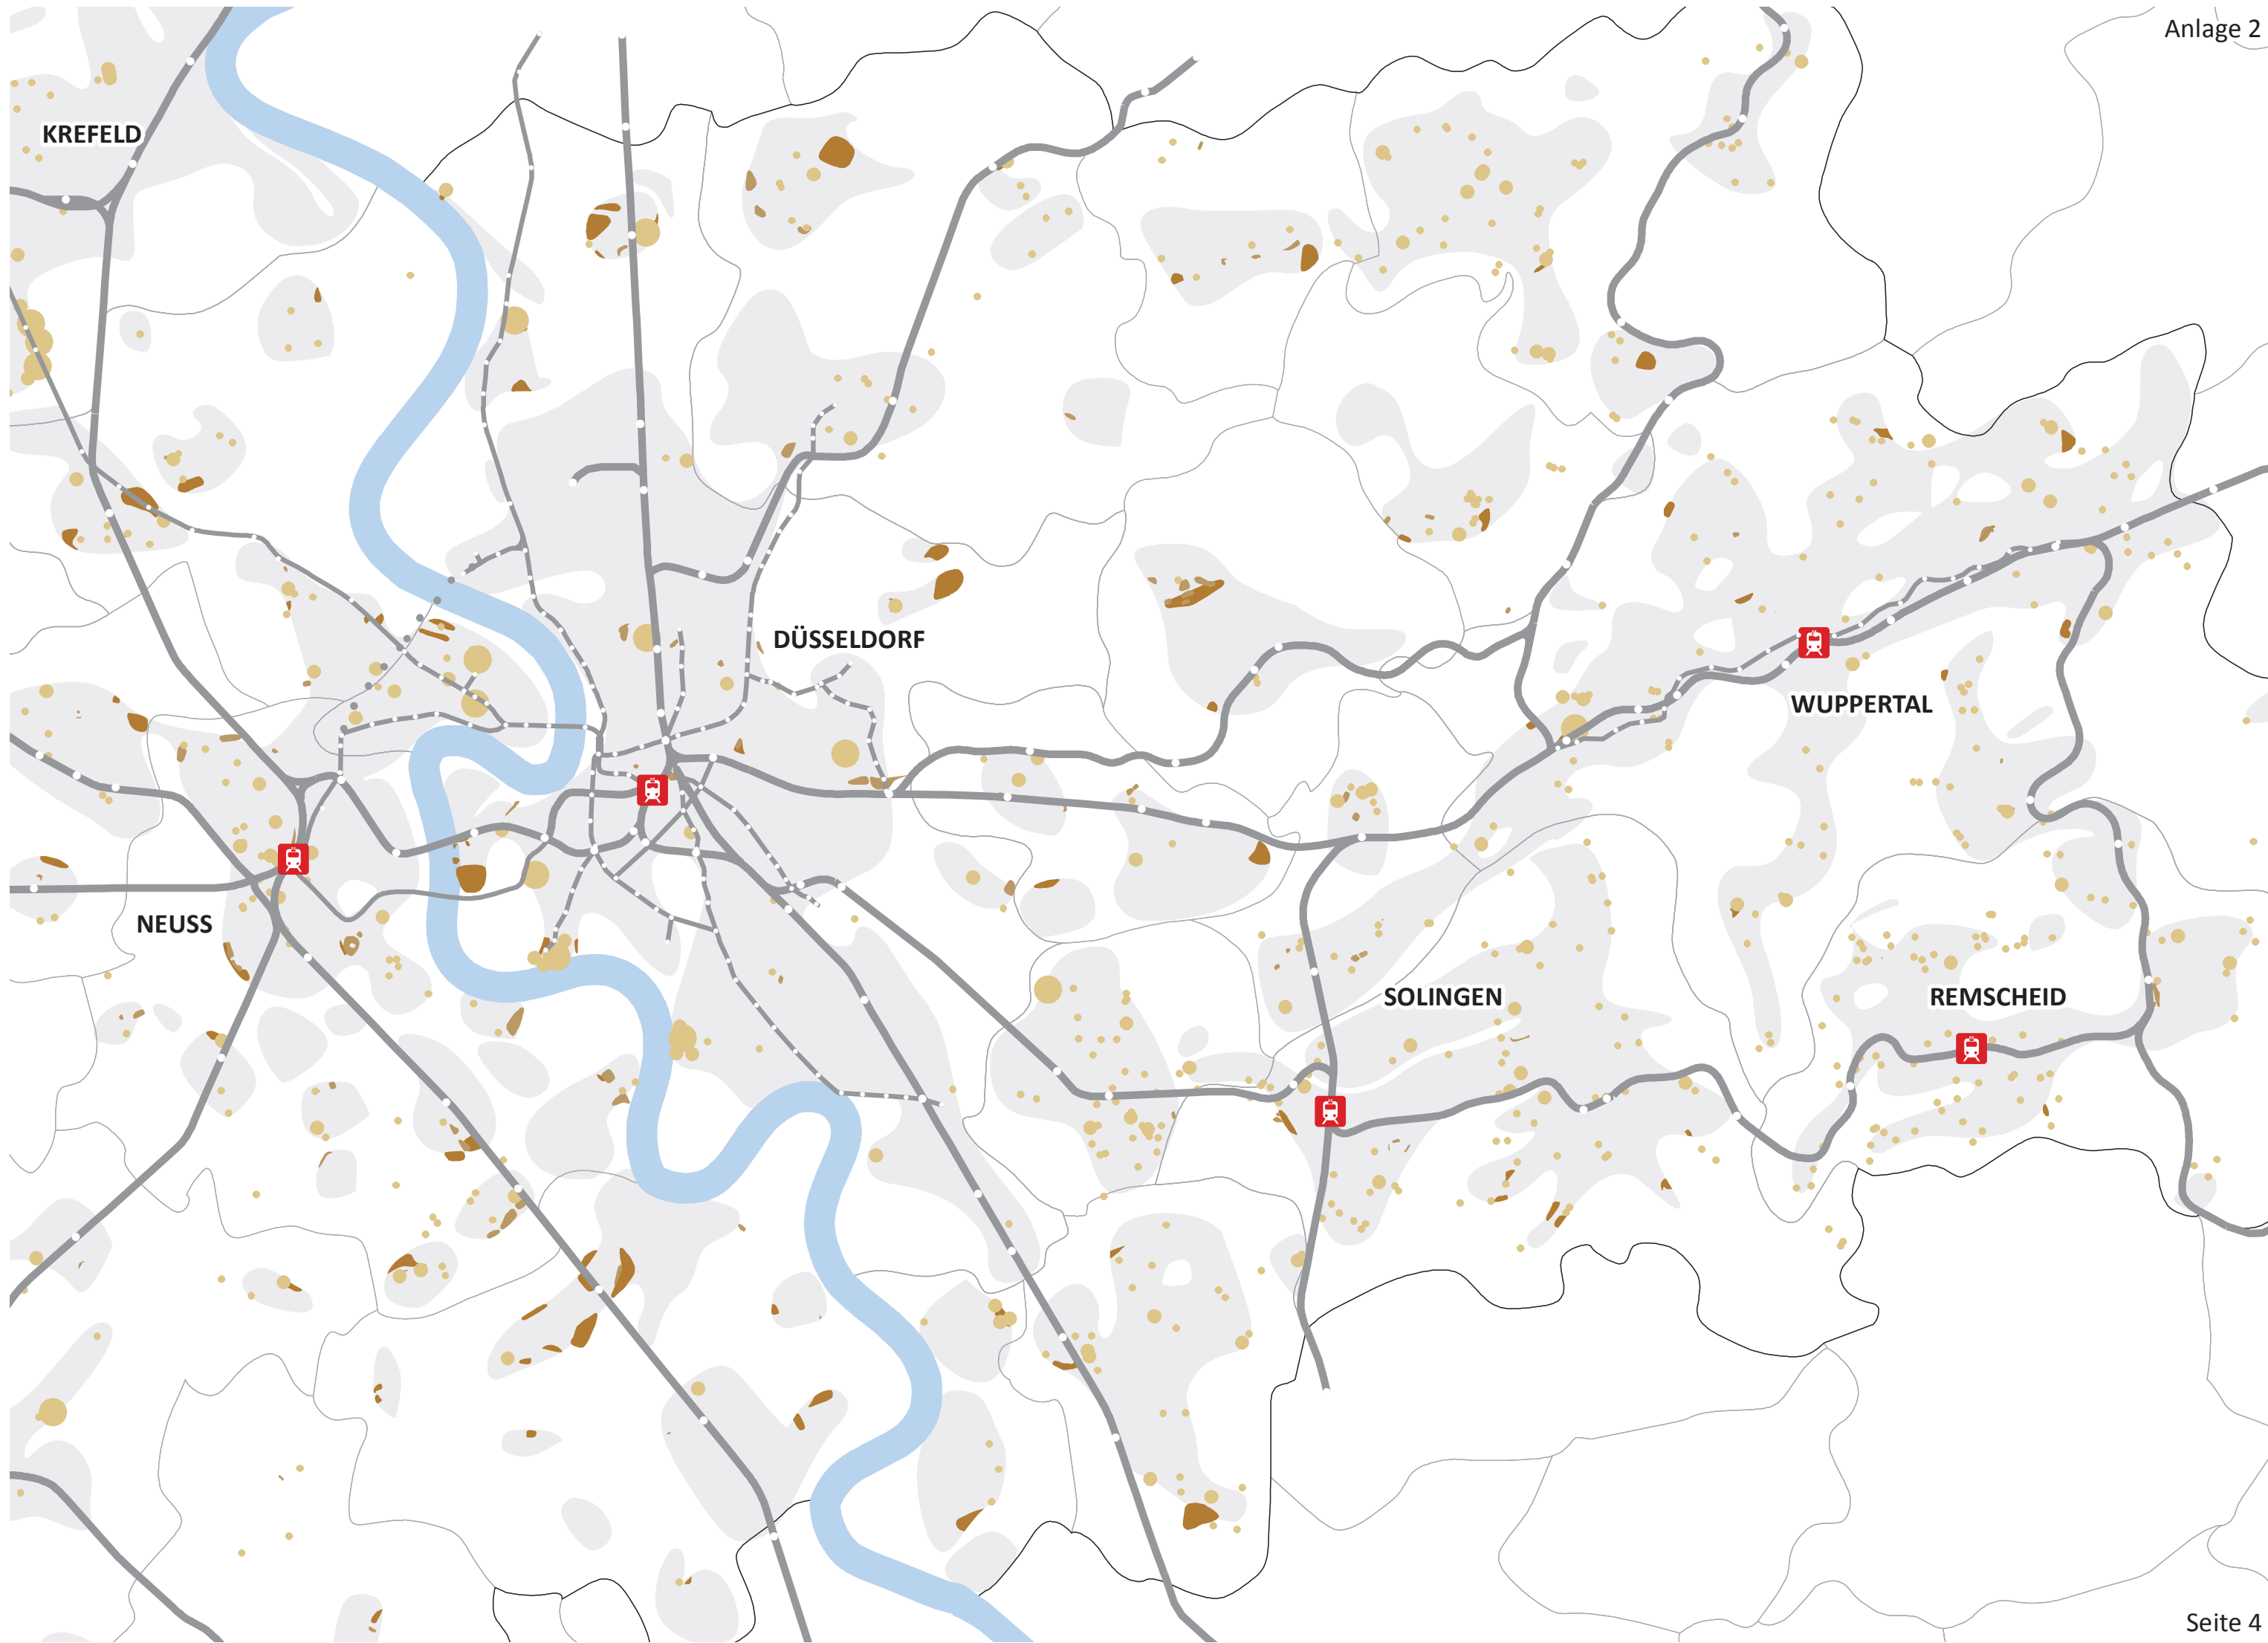 Anlage 2
KREFELD
DÜSSELDORF
WUPPERTAL
NEUSS
SOLINGEN
REMSCHEID
Seite 4